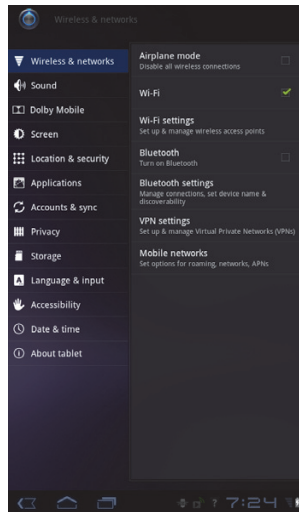 Wireless & networks
Wireless & networks
Sound
Dolby Mobile
Screen
Location & security
Applications
Accounts & sync
Privacy
Storage
Language & input
Accessibility
Date & time
About tablet
Airplane mode
Disable all wireless connections
Wi-Fi
Wi-Fi settings
Set up & manage wireless access points
Bluetooth
Turn on Bluetooth
Bluetooth settings
Manage connections, set device name &
discoverability
VPN settings
Set up & manage Virtual Private Networks (VPNs)
Mobile networks
Set options for roaming, networks, APNs
7:24